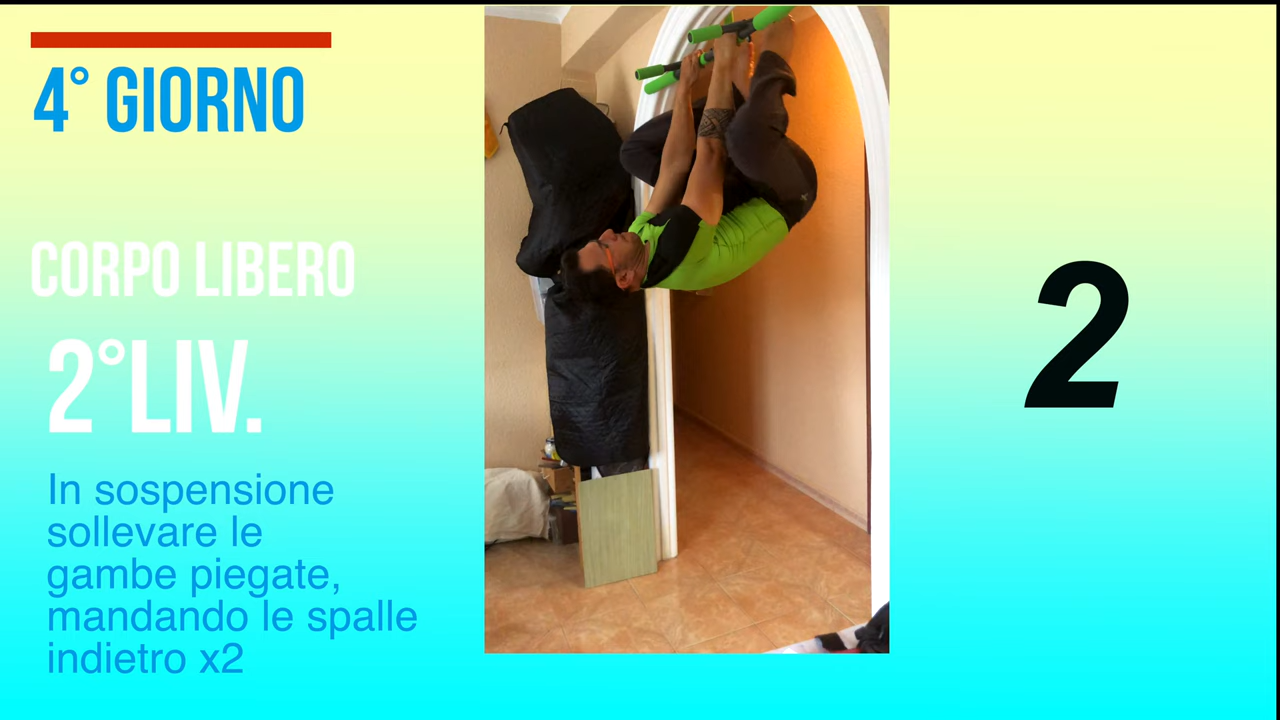 4° GIORNO
CORPO LIBERO
2°LIV.
In sospensione
sollevare le
gambe piegate,
mandando le spalle
indietro x2
2